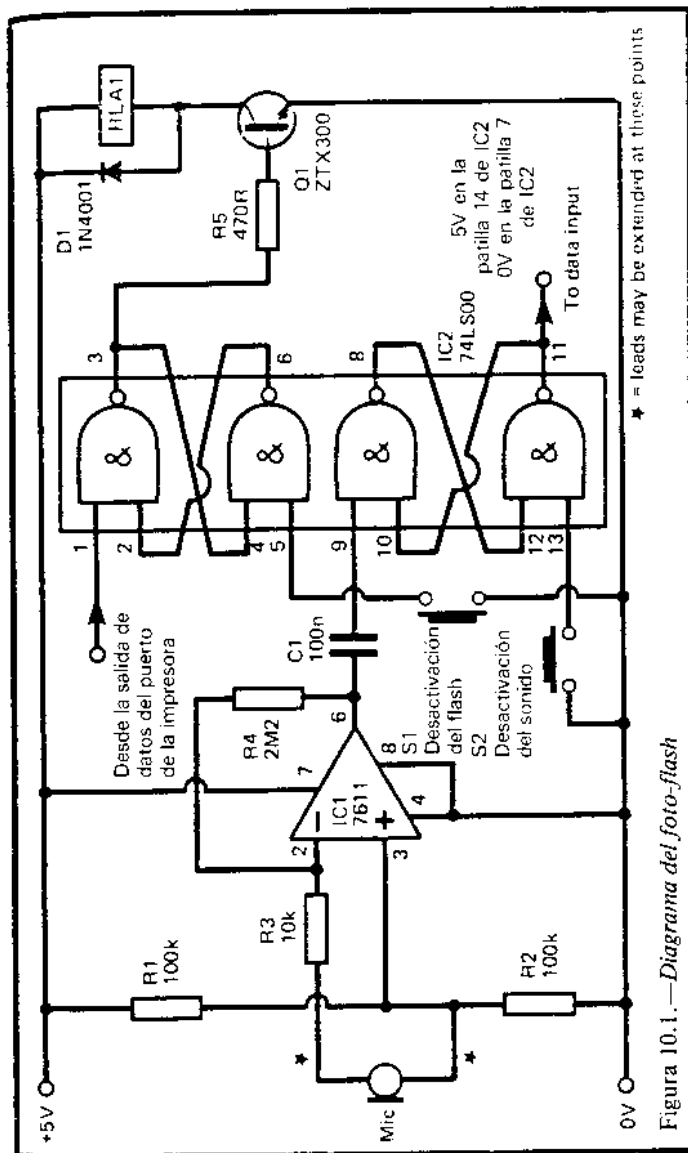 +5V
R1
100k
R3
10k
Mic
*
*
R2
100k
0V
2
3
IC1
7611
−
+
7
6
4
8
R4
2M2
C1
100n
Desde la salida de
datos del puerto
de la impresora
S1
Desactivación
del flash
S2
Desactivación
del sonido
1
2
3
4
5
6
8
9
10
11
12
13
&
&
&
&
IC2
74LS00
D1
1N4001
RLA1
R5
470R
Q1
ZTX300
5V en la
patilla 14 de IC2
0V en la patilla 7
de IC2
To data input
* = leads may be extended at these points
Figura 10.1.—Diagrama del foto-flash